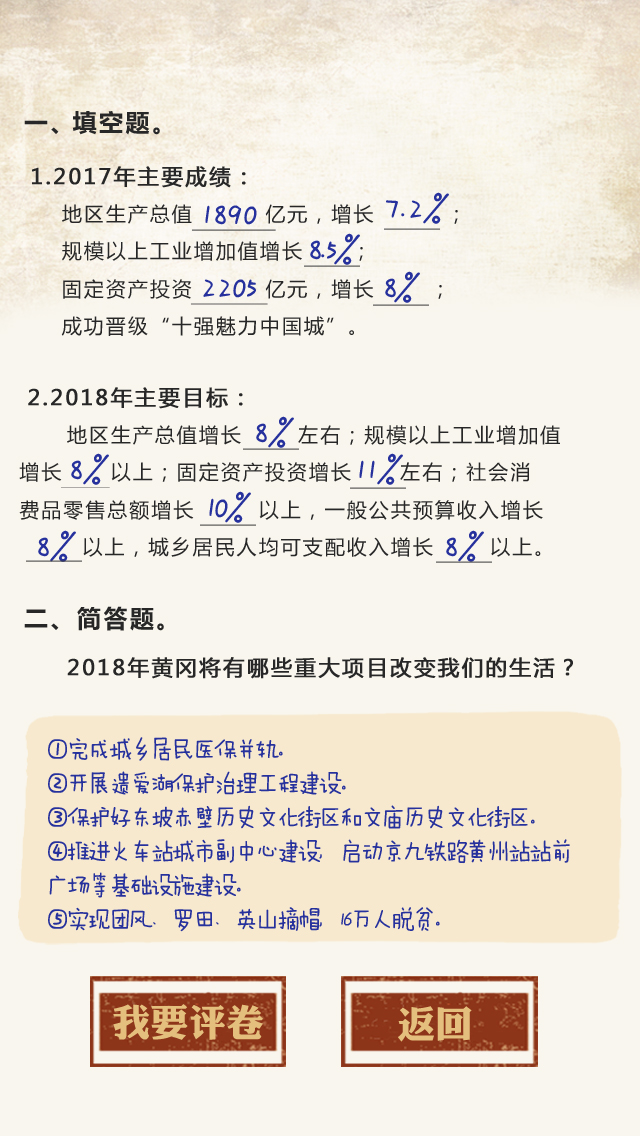 一、填空题。
1.2017年主要成绩：
地区生产总值1890亿元，增长7.2%；
规模以上工业增加值增长8.5%；
固定资产投资2205亿元，增长8%；
成功晋级“十强魅力中国城”。
2.2018年主要目标：
地区生产总值增长8%左右；规模以上工业增加值
增长8%以上；固定资产投资增长11%左右；社会消
费品零售总额增长10%以上，一般公共预算收入增长
8%以上，城乡居民人均可支配收入增长8%以上。
二、简答题。
2018年黄冈将有哪些重大项目改变我们的生活？
①完成城乡居民医保并轨。
②开展遗爱湖保护治理工程建设。
③保护好东坡赤壁历史文化街区和文庙历史文化街区。
④推进火车站城市副中心建设，启动京九铁路黄州站站前
广场等基础设施建设。
⑤实现团风、罗田、英山摘帽，16万人脱贫。
我要评卷 返回